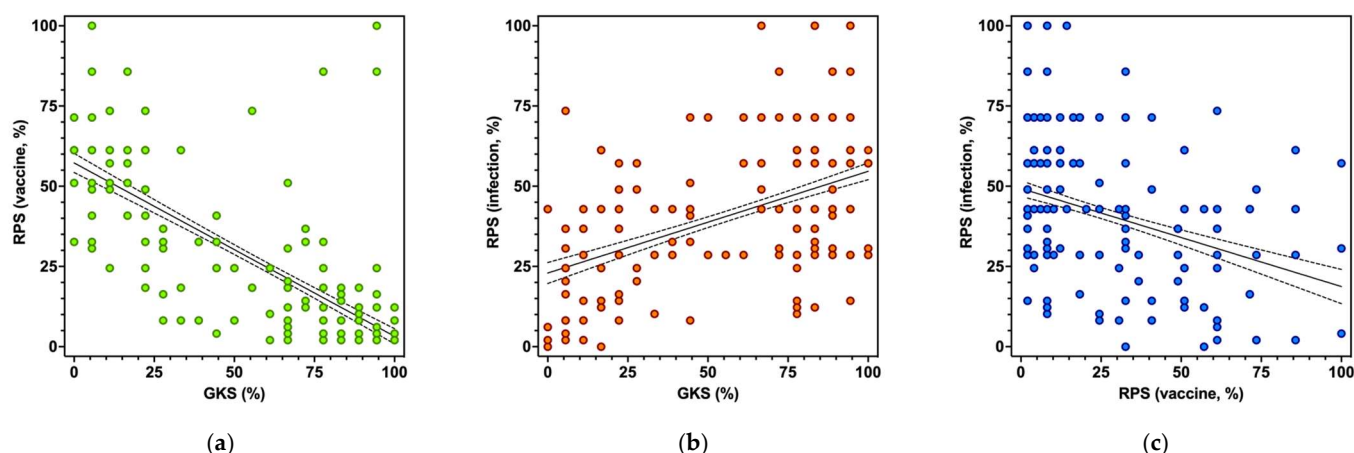 100
75
50
25
0
RPS (vaccine, %)
0 25 50 75 100
GKS (%)
(a)
100
75
50
25
0
RPS (infection, %)
0 25 50 75 100
GKS (%)
(b)
100
75
50
25
0
RPS (infection, %)
0 25 50 75 100
RPS (vaccine, %)
(c)